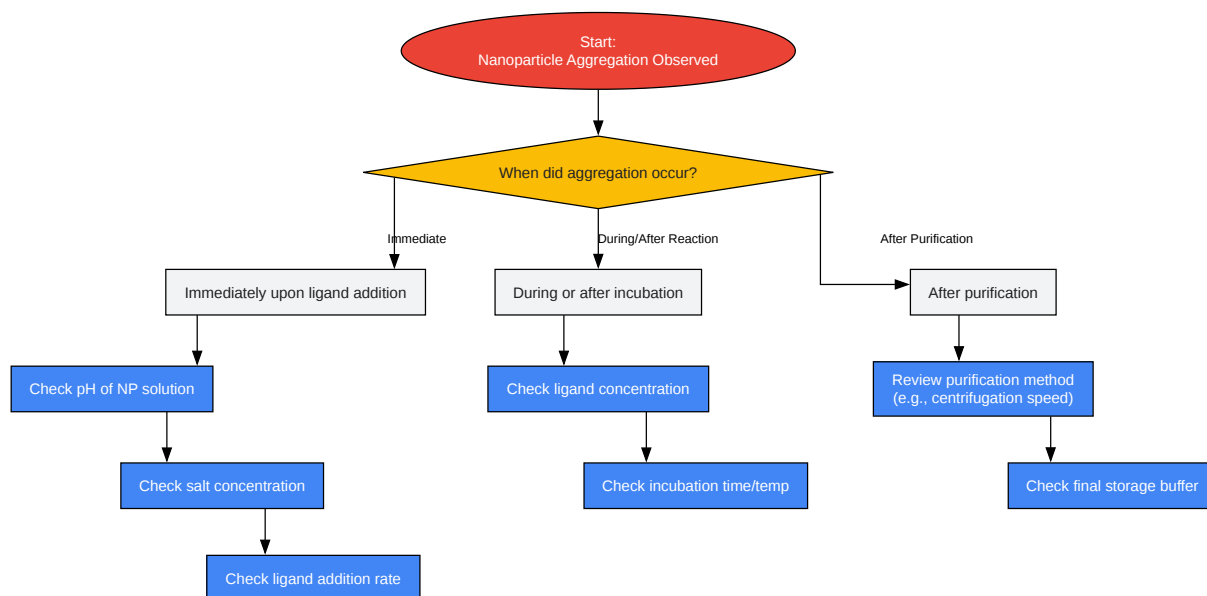 Start:
Nanoparticle Aggregation Observed
When did aggregation occur?
Immediate
During/After Reaction
After Purification
Immediately upon ligand addition
During or after incubation
After purification
Check pH of NP solution
Check ligand concentration
Review purification method
(e.g., centrifugation speed)
Check salt concentration
Check incubation time/temp
Check final storage buffer
Check ligand addition rate